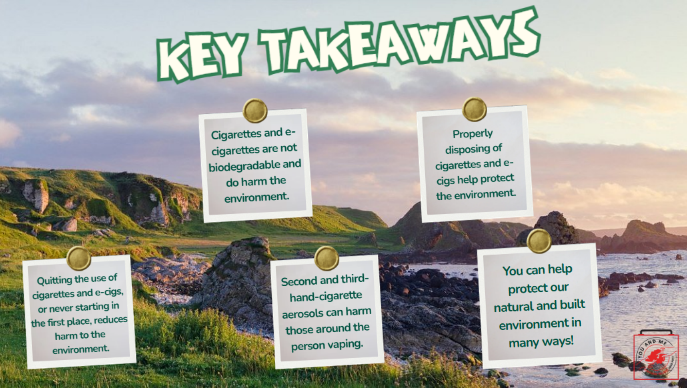 KEY TAKEAWAYS
Cigarettes and e-
cigarettes are not
biodegradable and
do harm the
environment.
Properly
disposing of
cigarettes and e-
cigs help protect
the environment.
Quitting the use of
cigarettes and e-cigs,
or never starting in
the first place, reduces
harm to the
environment.
Second and third-
hand-cigarette
aerosols can harm
those around the
person vaping.
You can help
protect our
natural and built
environment in
many ways!
YOU AND ME